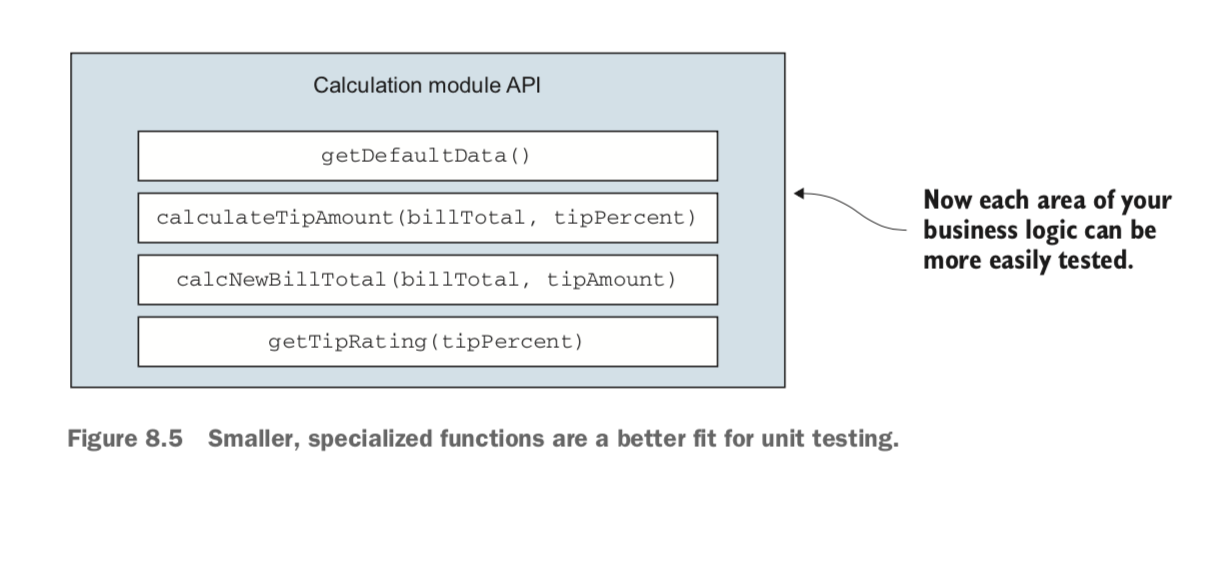 Calculation module API
getDefaultData()
calculateTipAmount(billTotal, tipPercent)
calcNewBillTotal(billTotal, tipAmount)
getTipRating(tipPercent)
Now each area of your
business logic can be
more easily tested.
Figure 8.5 Smaller, specialized functions are a better fit for unit testing.